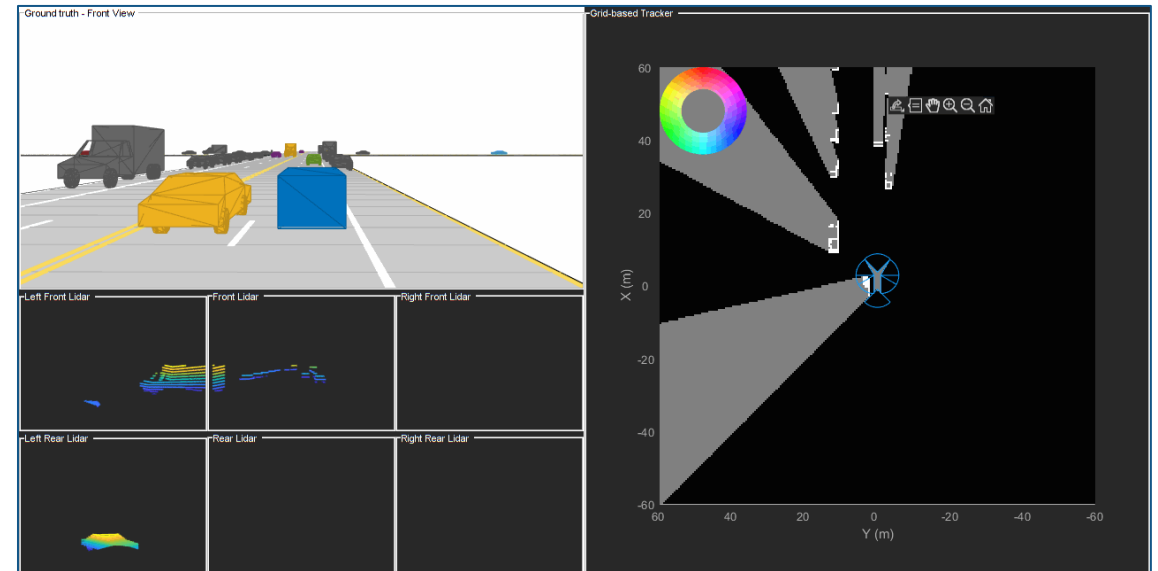 Ground truth - Front View
Grid-based Tracker
Left Front Lidar
Front Lidar
Right Front Lidar
Left Rear Lidar
Rear Lidar
Right Rear Lidar
60
40
20
0
-20
-40
-60
X (m)
60
40
20
0
-20
-40
-60
Y (m)